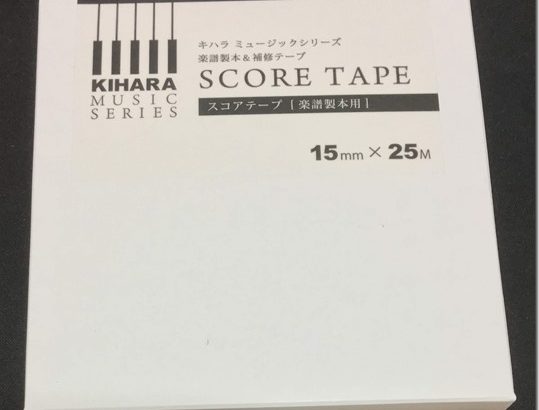 KIHARA
MUSIC
SERIES
キハラ ミュージックシリーズ
楽譜製本＆補修テープ
SCORE TAPE
スコアテープ [ 楽譜製本用 ]
15mm × 25M